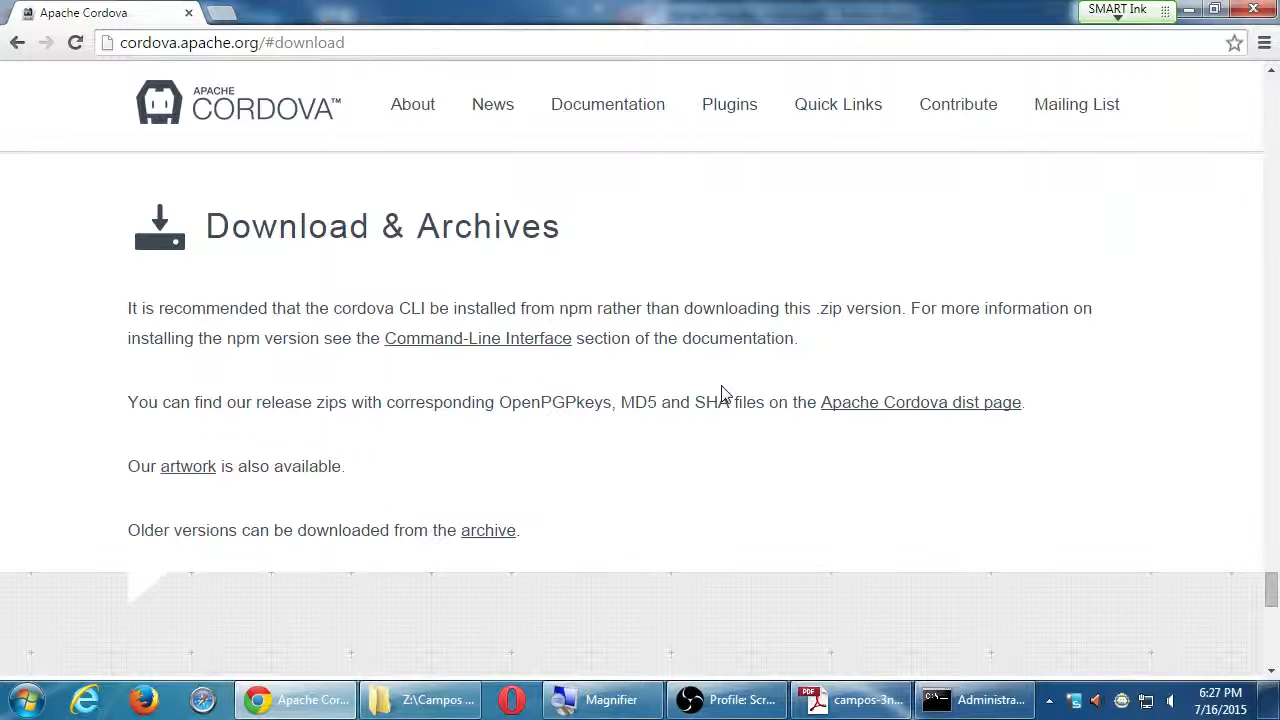 Apache Cordova
SMART Ink
cordova.apache.org/#download
APACHE
CORDOVA™
About News Documentation Plugins Quick Links Contribute Mailing List
Download & Archives
It is recommended that the cordova CLI be installed from npm rather than downloading this .zip version. For more information on
installing the npm version see the Command-Line Interface section of the documentation.
You can find our release zips with corresponding OpenPGPkeys, MD5 and SHA files on the Apache Cordova dist page.
Our artwork is also available.
Older versions can be downloaded from the archive.
Apache Cor... Z:\Campos ... Magnifier Profile: Scr... PDF campos-3n... Administra... 6:27 PM
7/16/2015